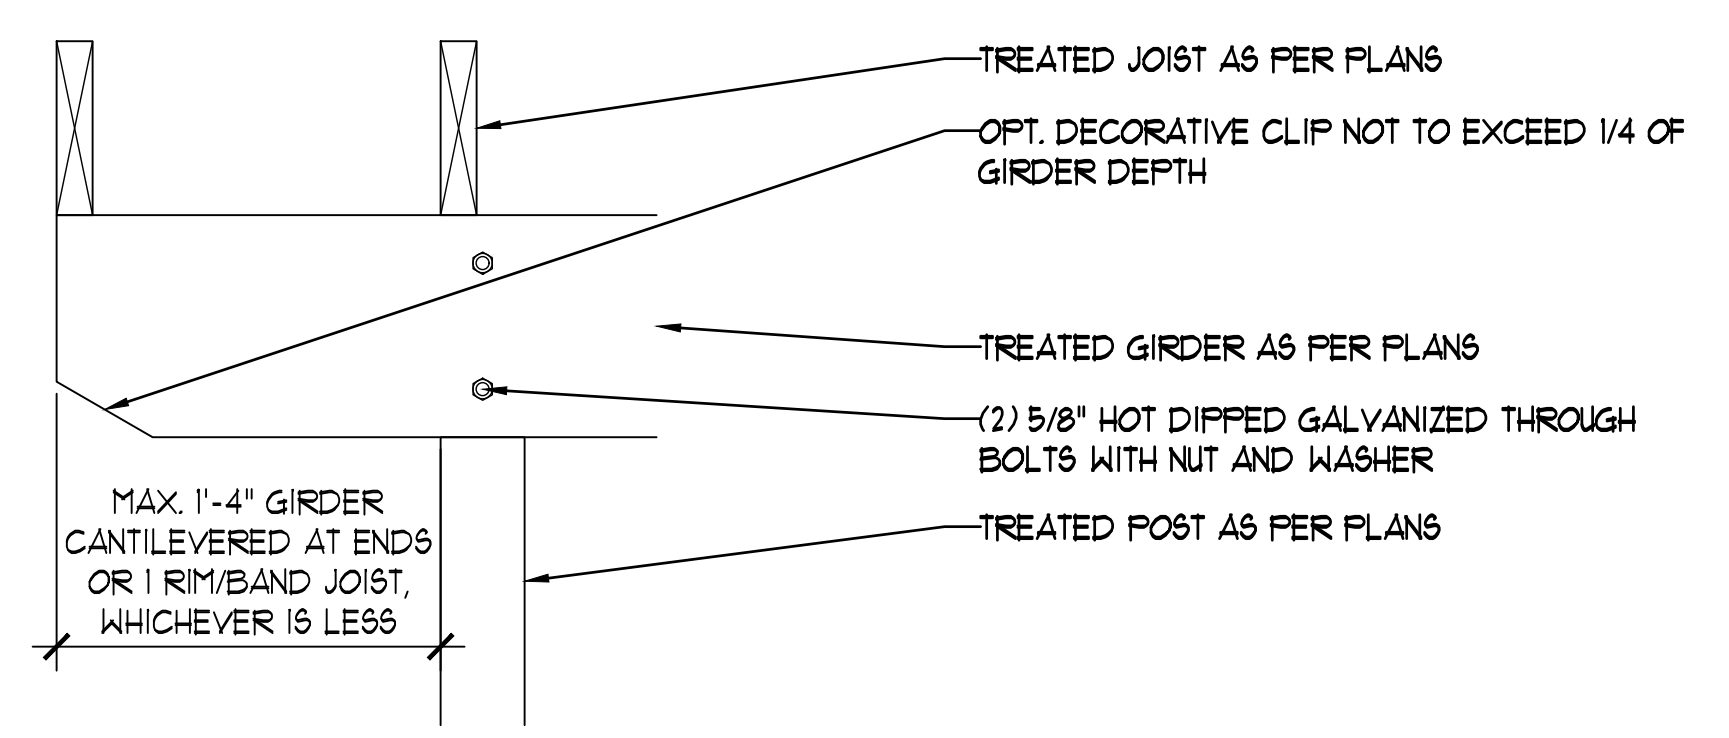 TREATED JOIST AS PER PLANS
OPT. DECORATIVE CLIP NOT TO EXCEED 1/4 OF
GIRDER DEPTH
TREATED GIRDER AS PER PLANS
(2) 5/8" HOT DIPPED GALVANIZED THROUGH
BOLTS WITH NUT AND WASHER
TREATED POST AS PER PLANS
MAX. 1'-4" GIRDER
CANTILEVERED AT ENDS
OR 1 RIM/BAND JOIST,
WHICHEVER IS LESS